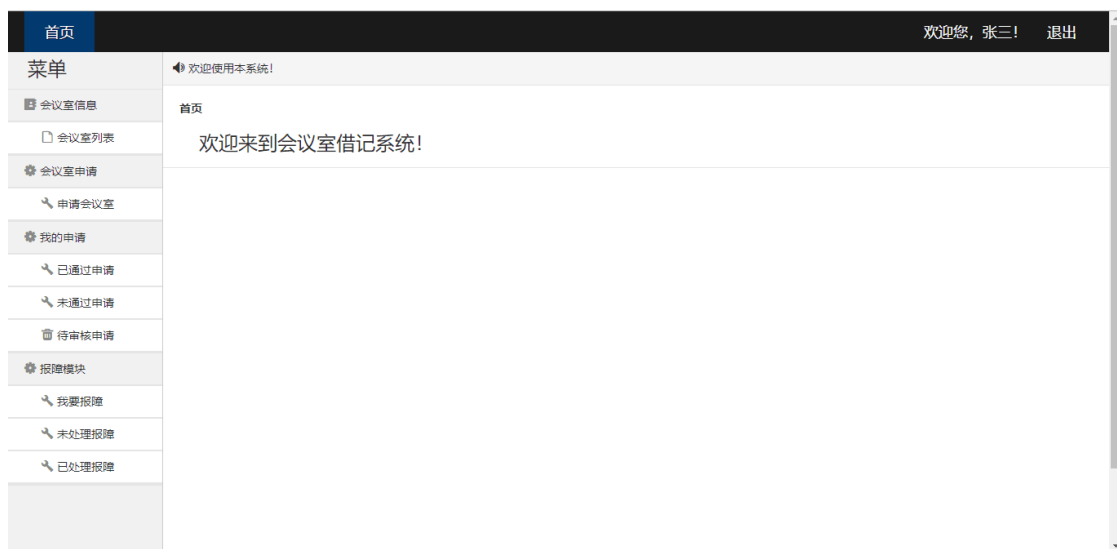 首页
欢迎您，张三！ 退出
菜单
欢迎使用本系统！
会议室信息
首页
会议室列表
欢迎来到会议室借记系统！
会议室申请
申请会议室
我的申请
已通过申请
未通过申请
待审核申请
报障模块
我要报障
未处理报障
已处理报障